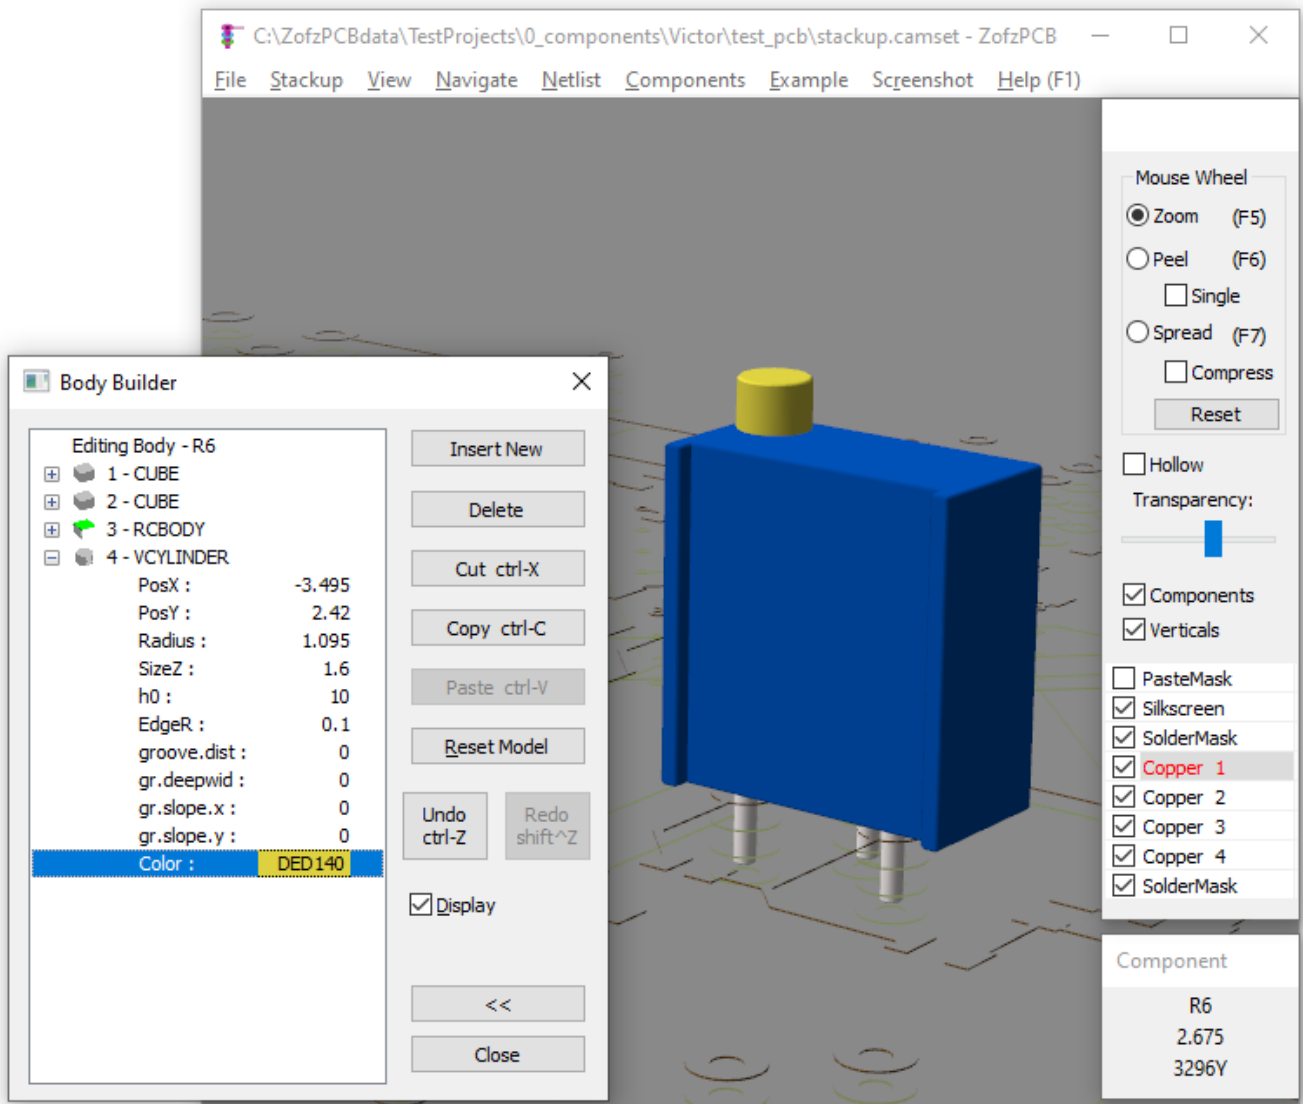 C:\ZofzPCBdata\TestProjects\0_components\Victor\test_pcb\stackup.camset - ZofzPCB
File Stackup View Navigate Netlist Components Example Screenshot Help (F1)
Mouse Wheel
Zoom (F5)
Peel (F6)
Single
Spread (F7)
Compress
Reset
Hollow
Transparency:
Components
Verticals
PasteMask
Silkscreen
SolderMask
Copper 1
Copper 2
Copper 3
Copper 4
SolderMask
Component
R6
2.675
3296Y
Body Builder
Editing Body - R6
1 - CUBE
2 - CUBE
3 - RCBODY
4 - VCYLINDER
PosX : -3.495
PosY : 2.42
Radius : 1.095
SizeZ : 1.6
h0 : 10
EdgeR : 0.1
groove.dist : 0
gr.deepwid : 0
gr.slope.x : 0
gr.slope.y : 0
Color : DED140
Insert New
Delete
Cut ctrl-X
Copy ctrl-C
Paste ctrl-V
Reset Model
Undo
ctrl-Z
Redo
shift^Z
Display
<<
Close